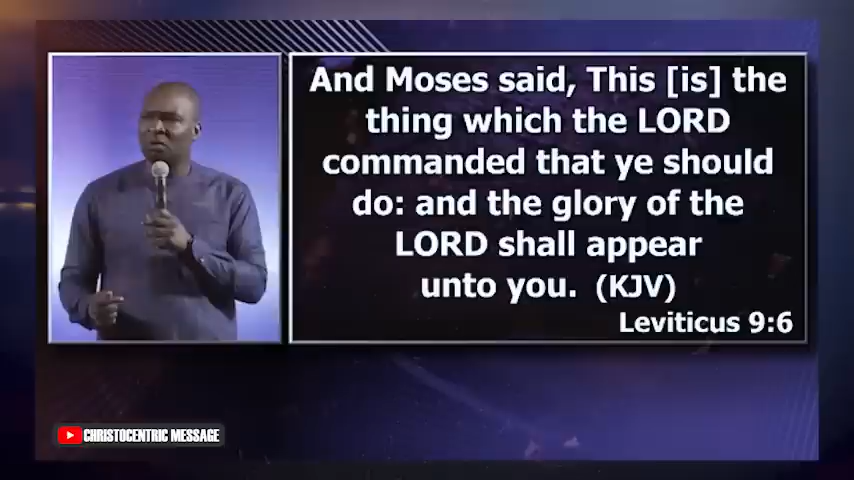 And Moses said, This [is] the
thing which the LORD
commanded that ye should
do: and the glory of the
LORD shall appear
unto you.  (KJV)
Leviticus 9:6
CHRISTOCENTRIC MESSAGE